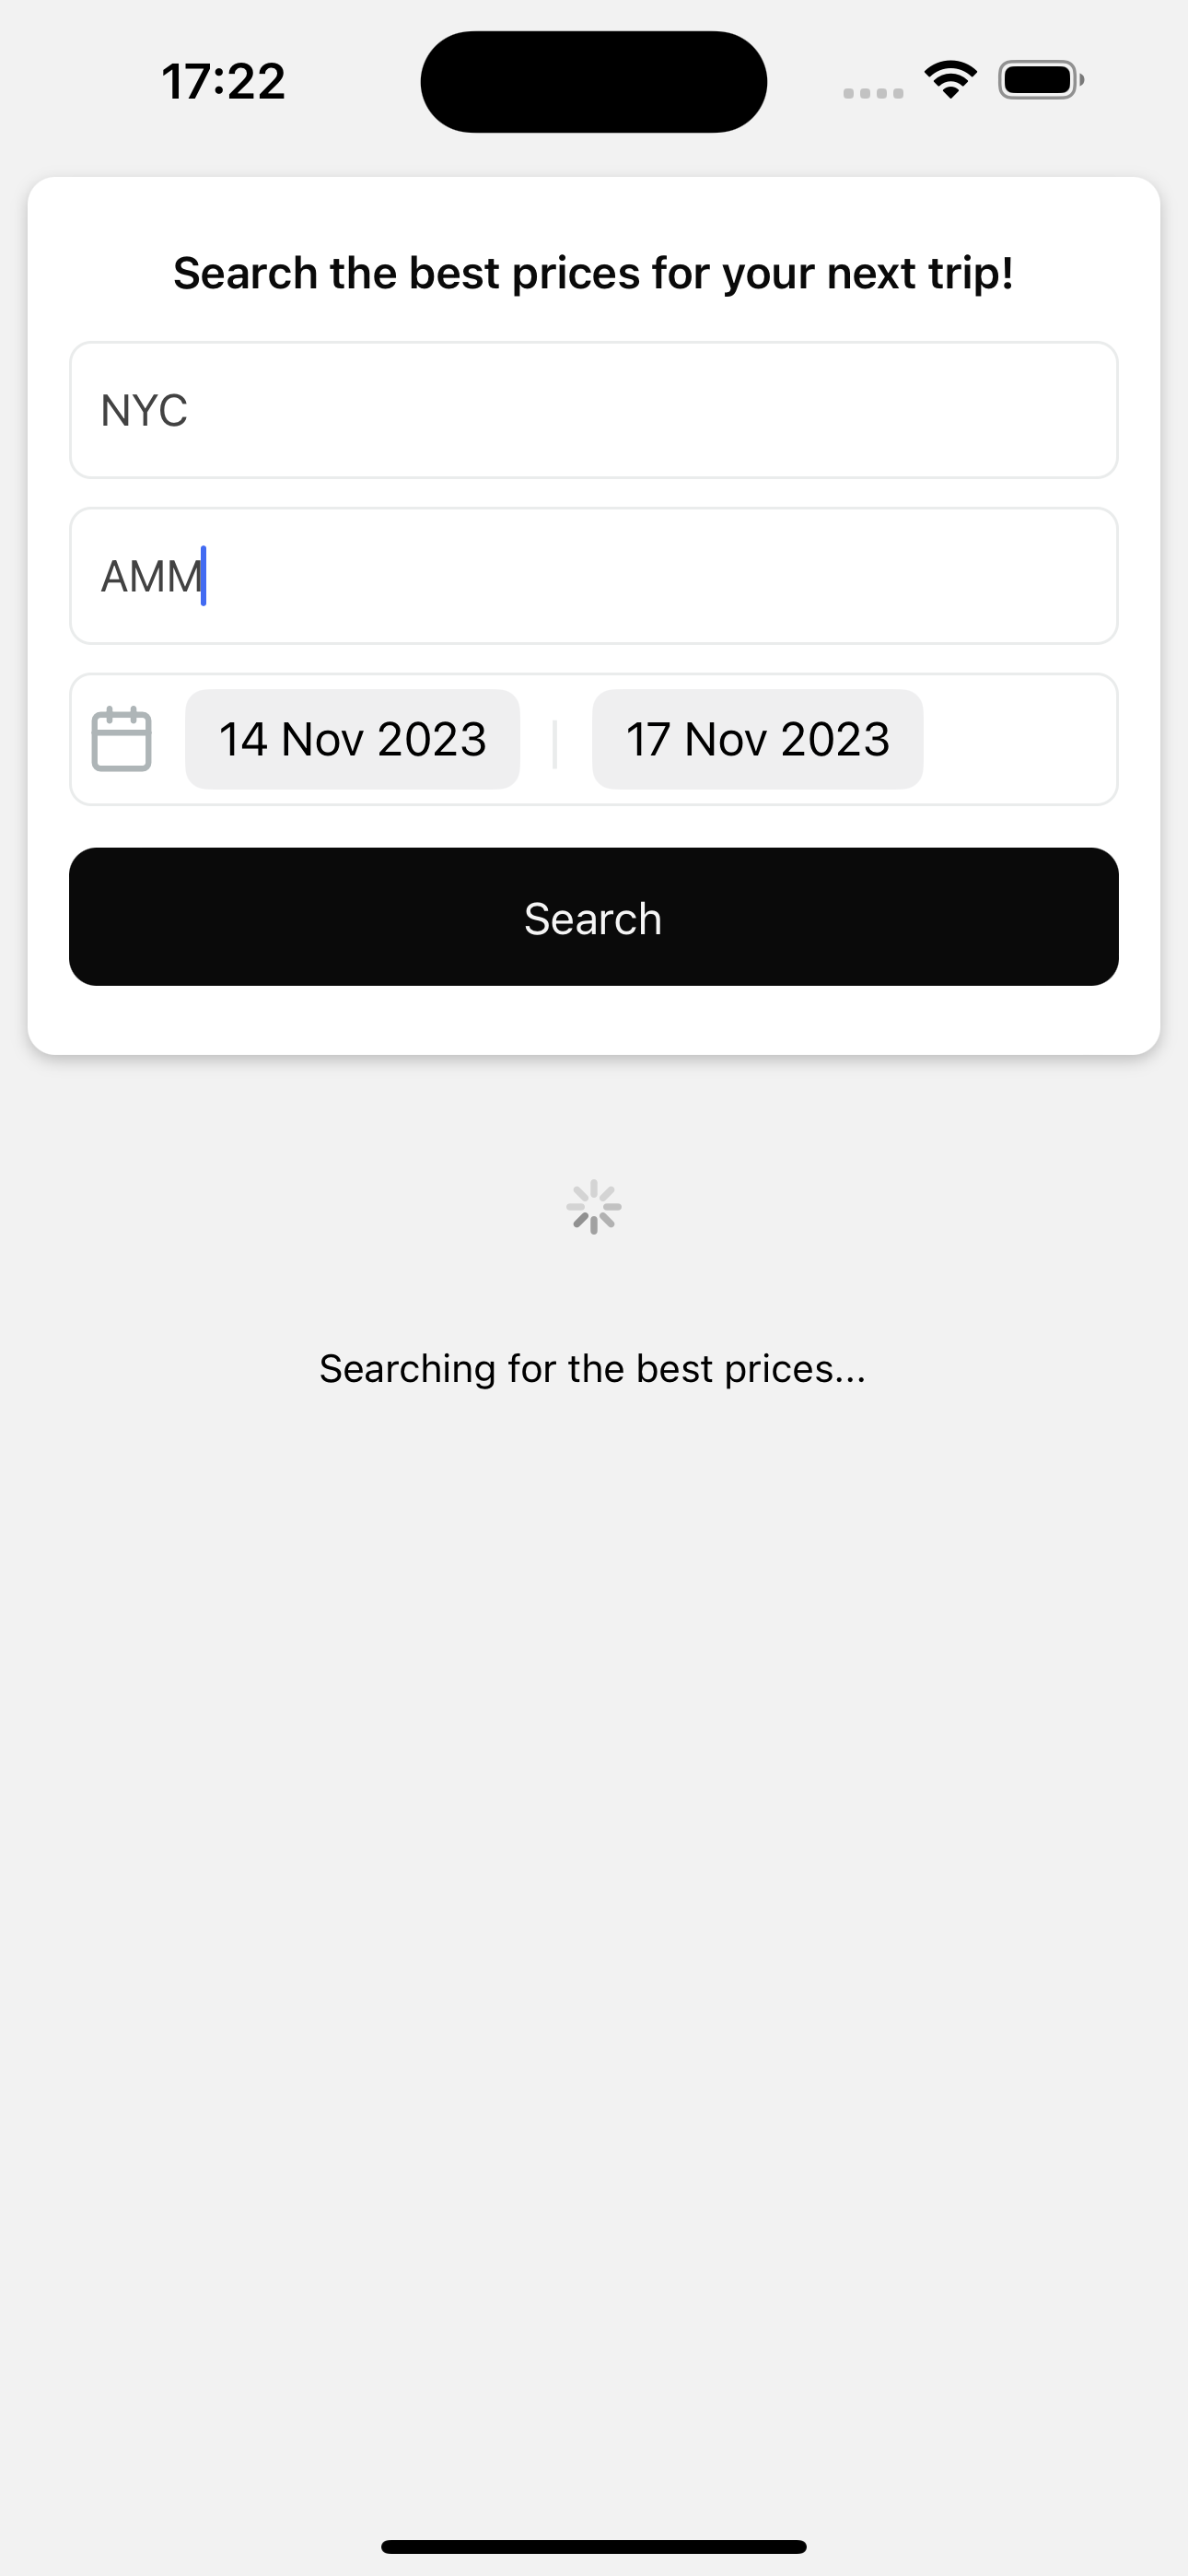 17:22
Search the best prices for your next trip!
NYC
AMM
14 Nov 2023 17 Nov 2023
Search
Searching for the best prices...